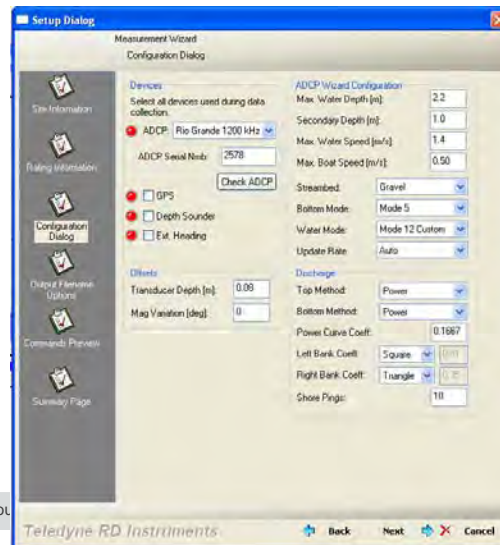 Setup Dialog
Measurement Wizard
Configuration Dialog
Site Information
Rating Information
Configuration
Dialog
Output Filename
Options
Commands Preview
Summary Page
Devices
Select all devices used during data
collection.
ADCP: Rio Grande 1200 kHz
ADCP Serial Nmb: 2578
Check ADCP
GPS
Depth Sounder
Ext. Heading
Offsets
Transducer Depth [m]: 0.08
Mag Variation [deg]: 0
ADCP Wizard Configuration
Max. Water Depth [m]: 2.2
Secondary Depth [m]: 1.0
Max. Water Speed [m/s]: 1.4
Max. Boat Speed [m/s]: 0.50
Streambed: Gravel
Bottom Mode: Mode 5
Water Mode: Mode 12 Custom
Update Rate Auto
Discharge
Top Method: Power
Bottom Method: Power
Power Curve Coeff: 0.1667
Left Bank Coeff: Square
Right Bank Coeff: Triangle
Shore Pings: 10
Teledyne RD Instruments
Back Next Cancel